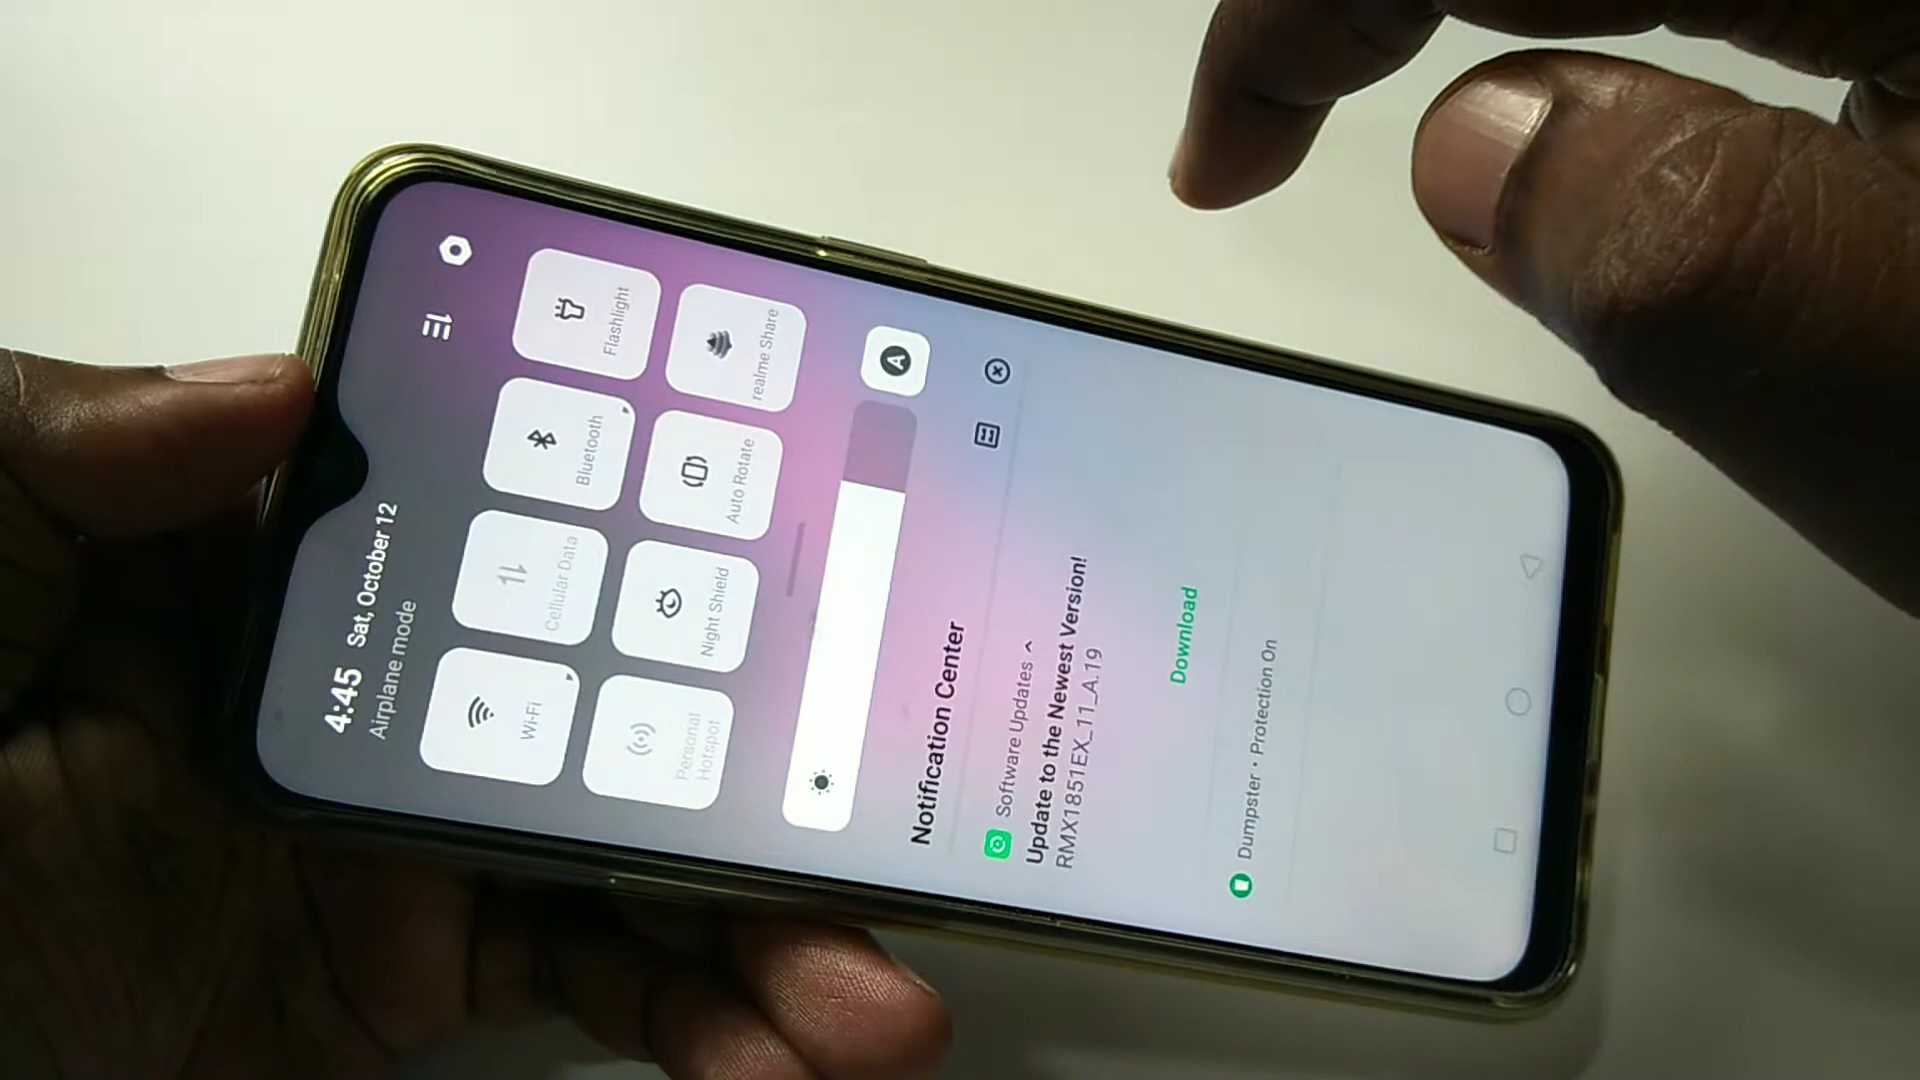 4:45 Sat, October 12
Airplane mode
Wi-Fi
Cellular Data
Bluetooth
Flashlight
Personal
Hotspot
Night Shield
Auto Rotate
realme Share
A
Notification Center
Software Updates
Update to the Newest Version!
RMX1851EX_11_A.19
Download
Dumpster • Protection On